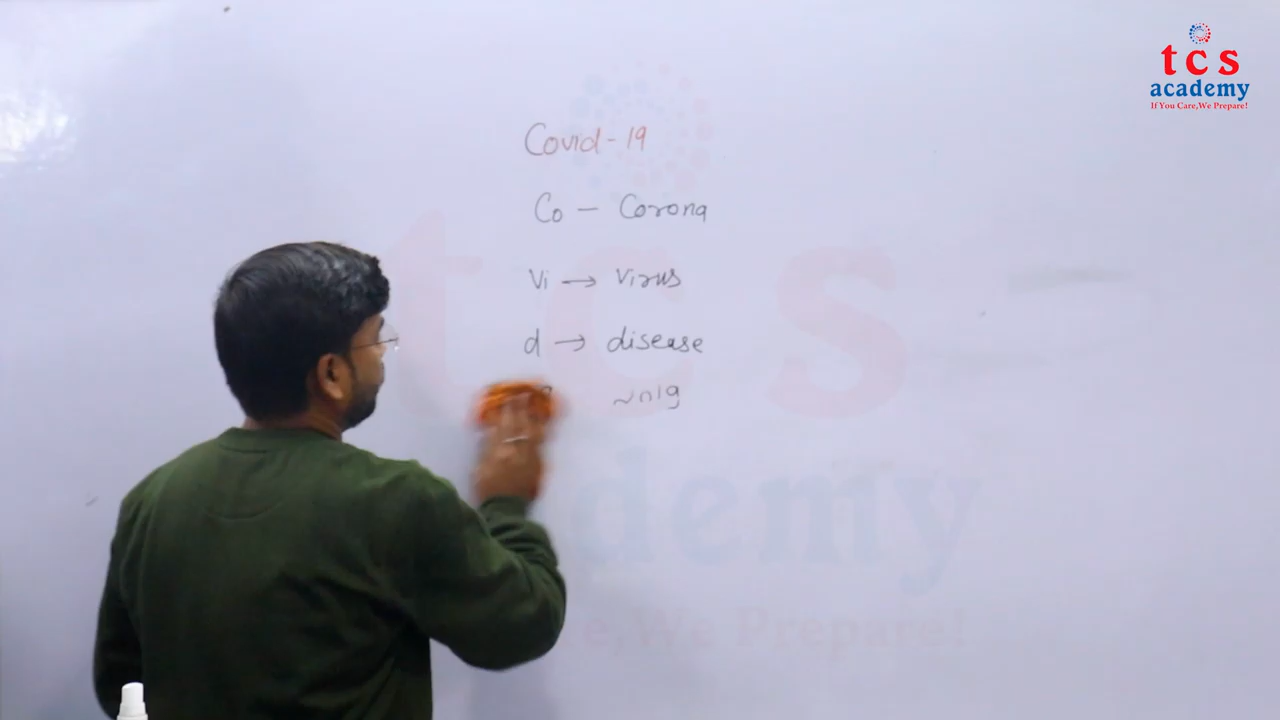 tcs
academy
If You Care,We Prepare!
Covid-19
Co – Corona
Vi → Virus
d → disease